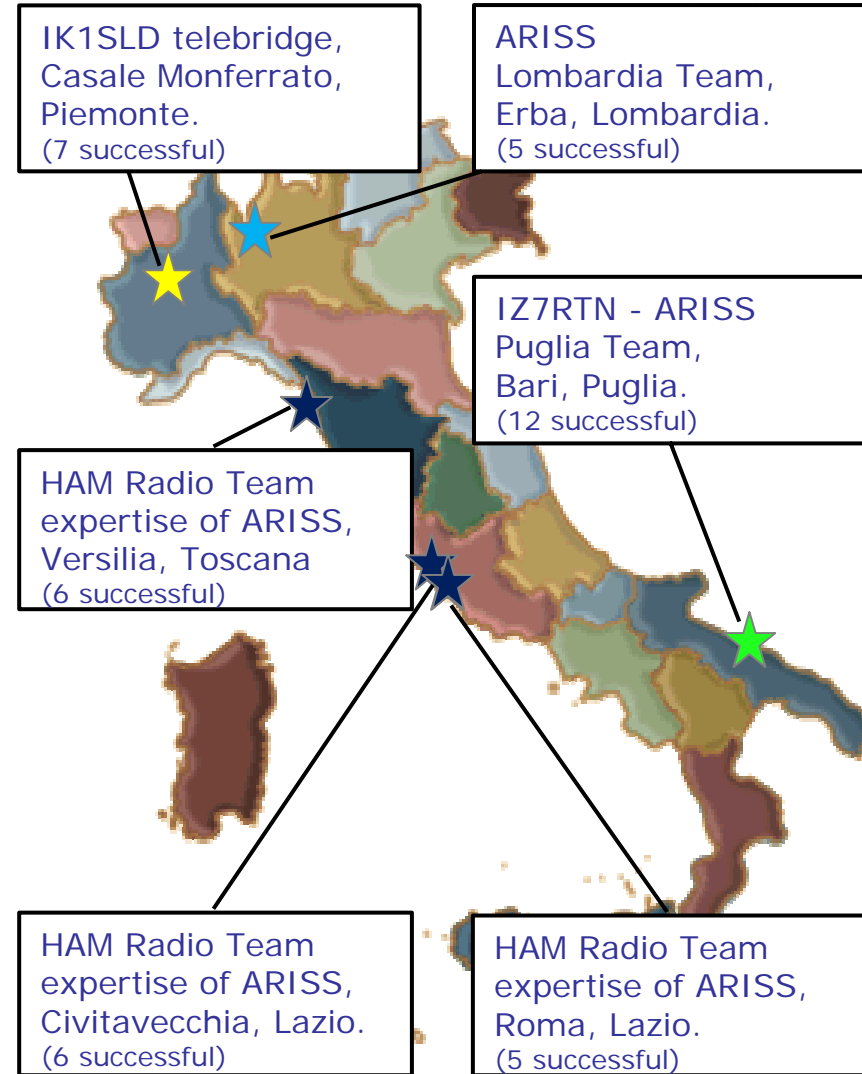 IK1SLD telebridge,
Casale Monferrato,
Piemonte.
(7 successful)
ARISS
Lombardia Team,
Erba, Lombardia.
(5 successful)
IZ7RTN - ARISS
Puglia Team,
Bari, Puglia.
(12 successful)
HAM Radio Team
expertise of ARISS,
Versilia, Toscana
(6 successful)
HAM Radio Team
expertise of ARISS,
Civitavecchia, Lazio.
(6 successful)
HAM Radio Team
expertise of ARISS,
Roma, Lazio.
(5 successful)